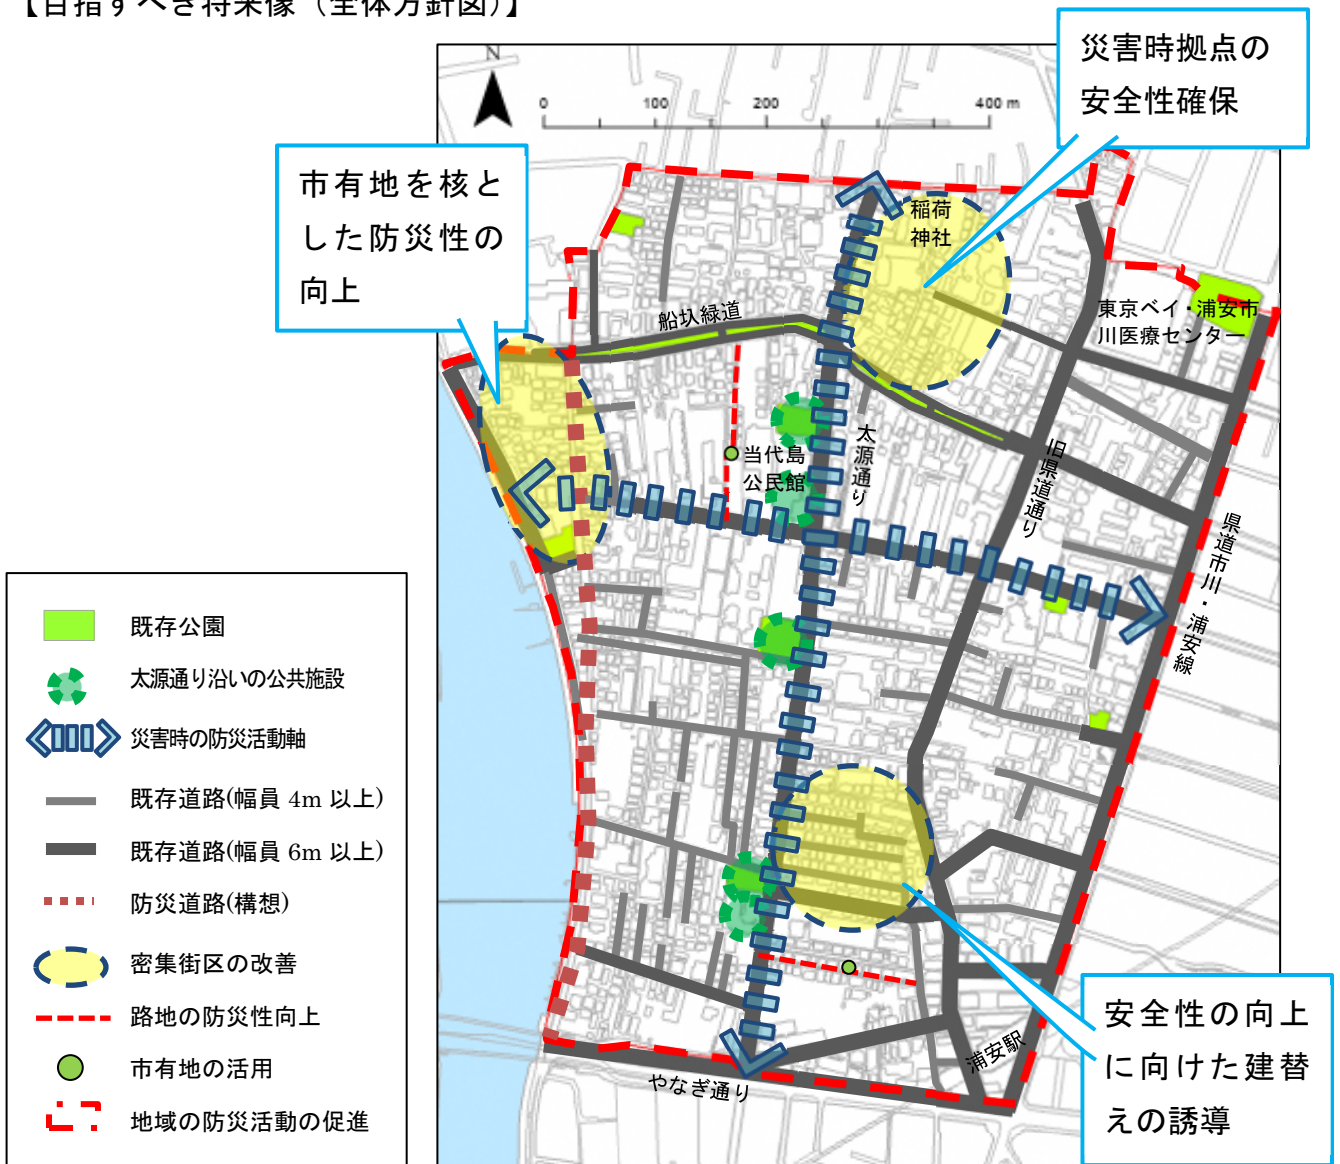 【目指すべき将来像（全体方針図）】
災害時拠点の
安全性確保
N
0 100 200 400 m
市有地を核と
した防災性の
向上
稲荷
神社
船圦緑道
東京ベイ・浦安市
川医療センター
太源通り
当代島
公民館
旧県道通り
県道市川・浦安線
既存公園
太源通り沿いの公共施設
災害時の防災活動軸
既存道路(幅員 4m 以上)
既存道路(幅員 6m 以上)
防災道路(構想)
密集街区の改善
路地の防災性向上
市有地の活用
地域の防災活動の促進
安全性の向上
に向けた建替
えの誘導
浦安駅
やなぎ通り